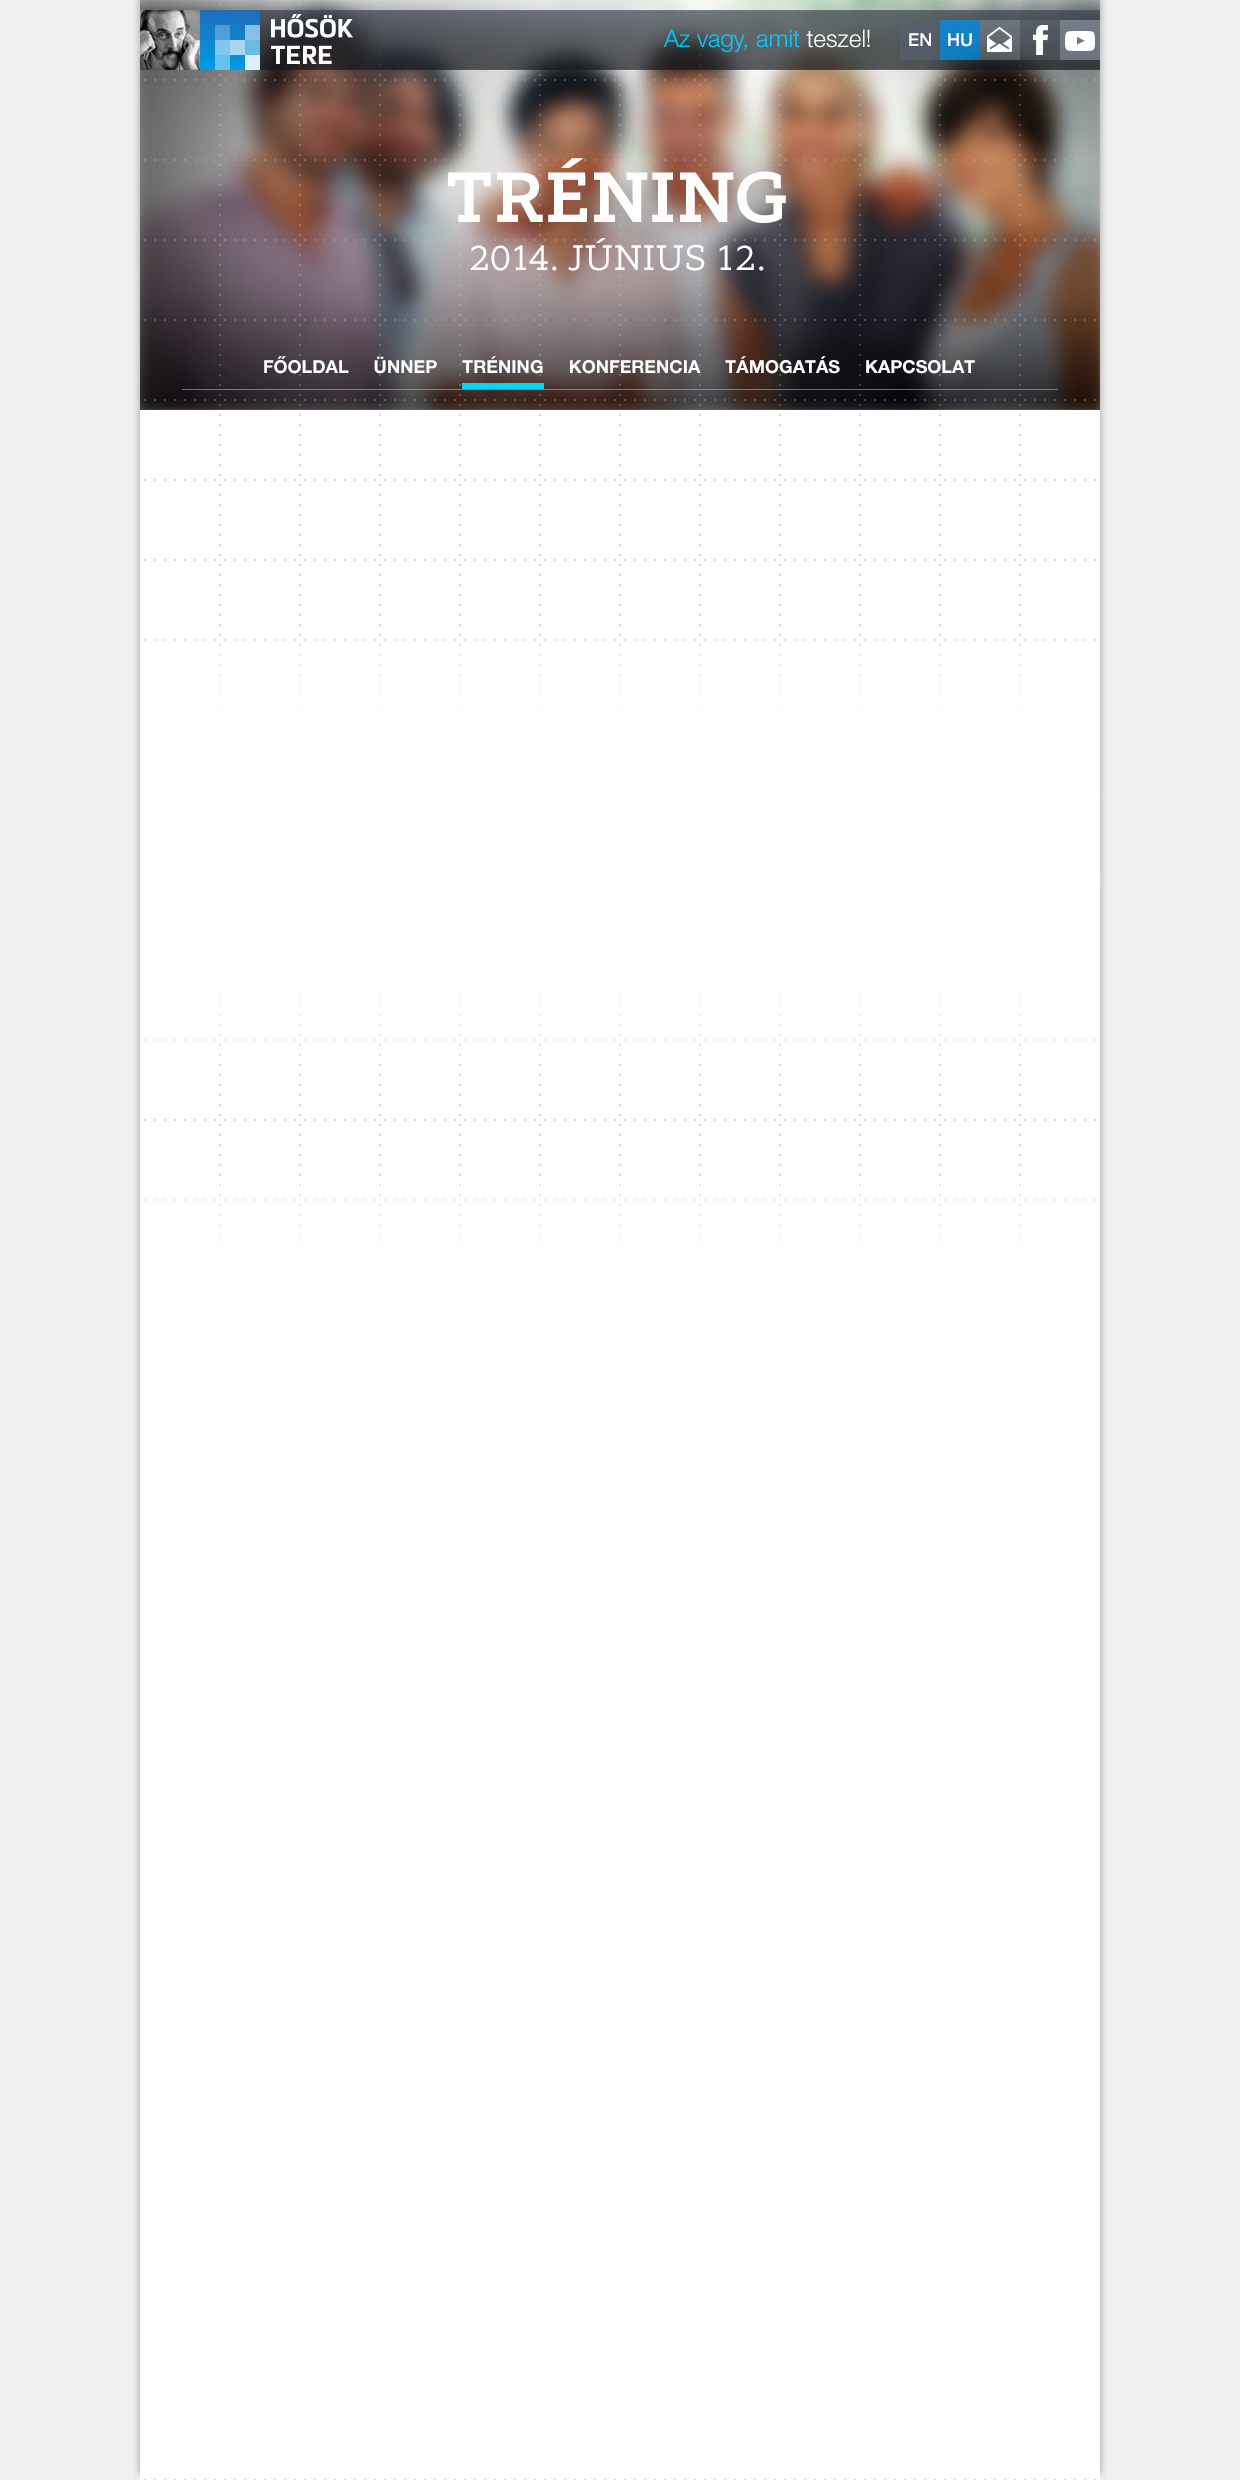 HŐSÖK
TERE
Az vagy, amit teszel!
EN HU
TRÉNING
2014. JÚNIUS 12.
FŐOLDAL ÜNNEP TRÉNING KONFERENCIA TÁMOGATÁS KAPCSOLAT